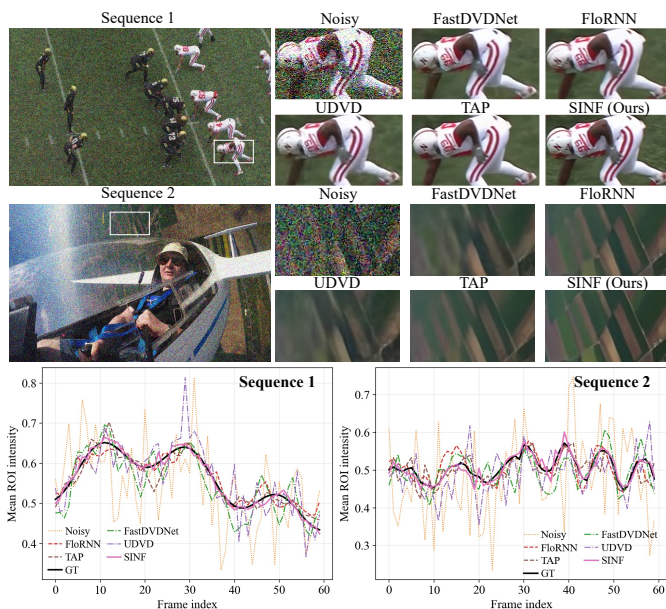 Sequence 1
Noisy
FastDVDNet
FloRNN
UDVD
TAP
SINF (Ours)
Sequence 2
Noisy
FastDVDNet
FloRNN
UDVD
TAP
SINF (Ours)
Sequence 1
Mean ROI intensity
0.8
0.7
0.6
0.5
0.4
Noisy
FloRNN
TAP
GT
FastDVDNet
UDVD
SINF
0 10 20 30 40 50 60
Frame index
Sequence 2
Mean ROI intensity
0.7
0.6
0.5
0.4
0.3
Noisy
FloRNN
TAP
GT
FastDVDNet
UDVD
SINF
0 10 20 30 40 50 60
Frame index